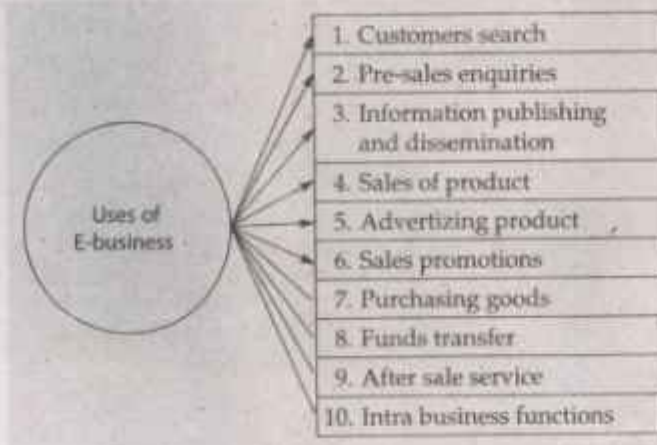 Uses of
E-business
1. Customers search
2. Pre-sales enquiries
3. Information publishing
and dissemination
4. Sales of product
5. Advertizing product
6. Sales promotions
7. Purchasing goods
8. Funds transfer
9. After sale service
10. Intra business functions